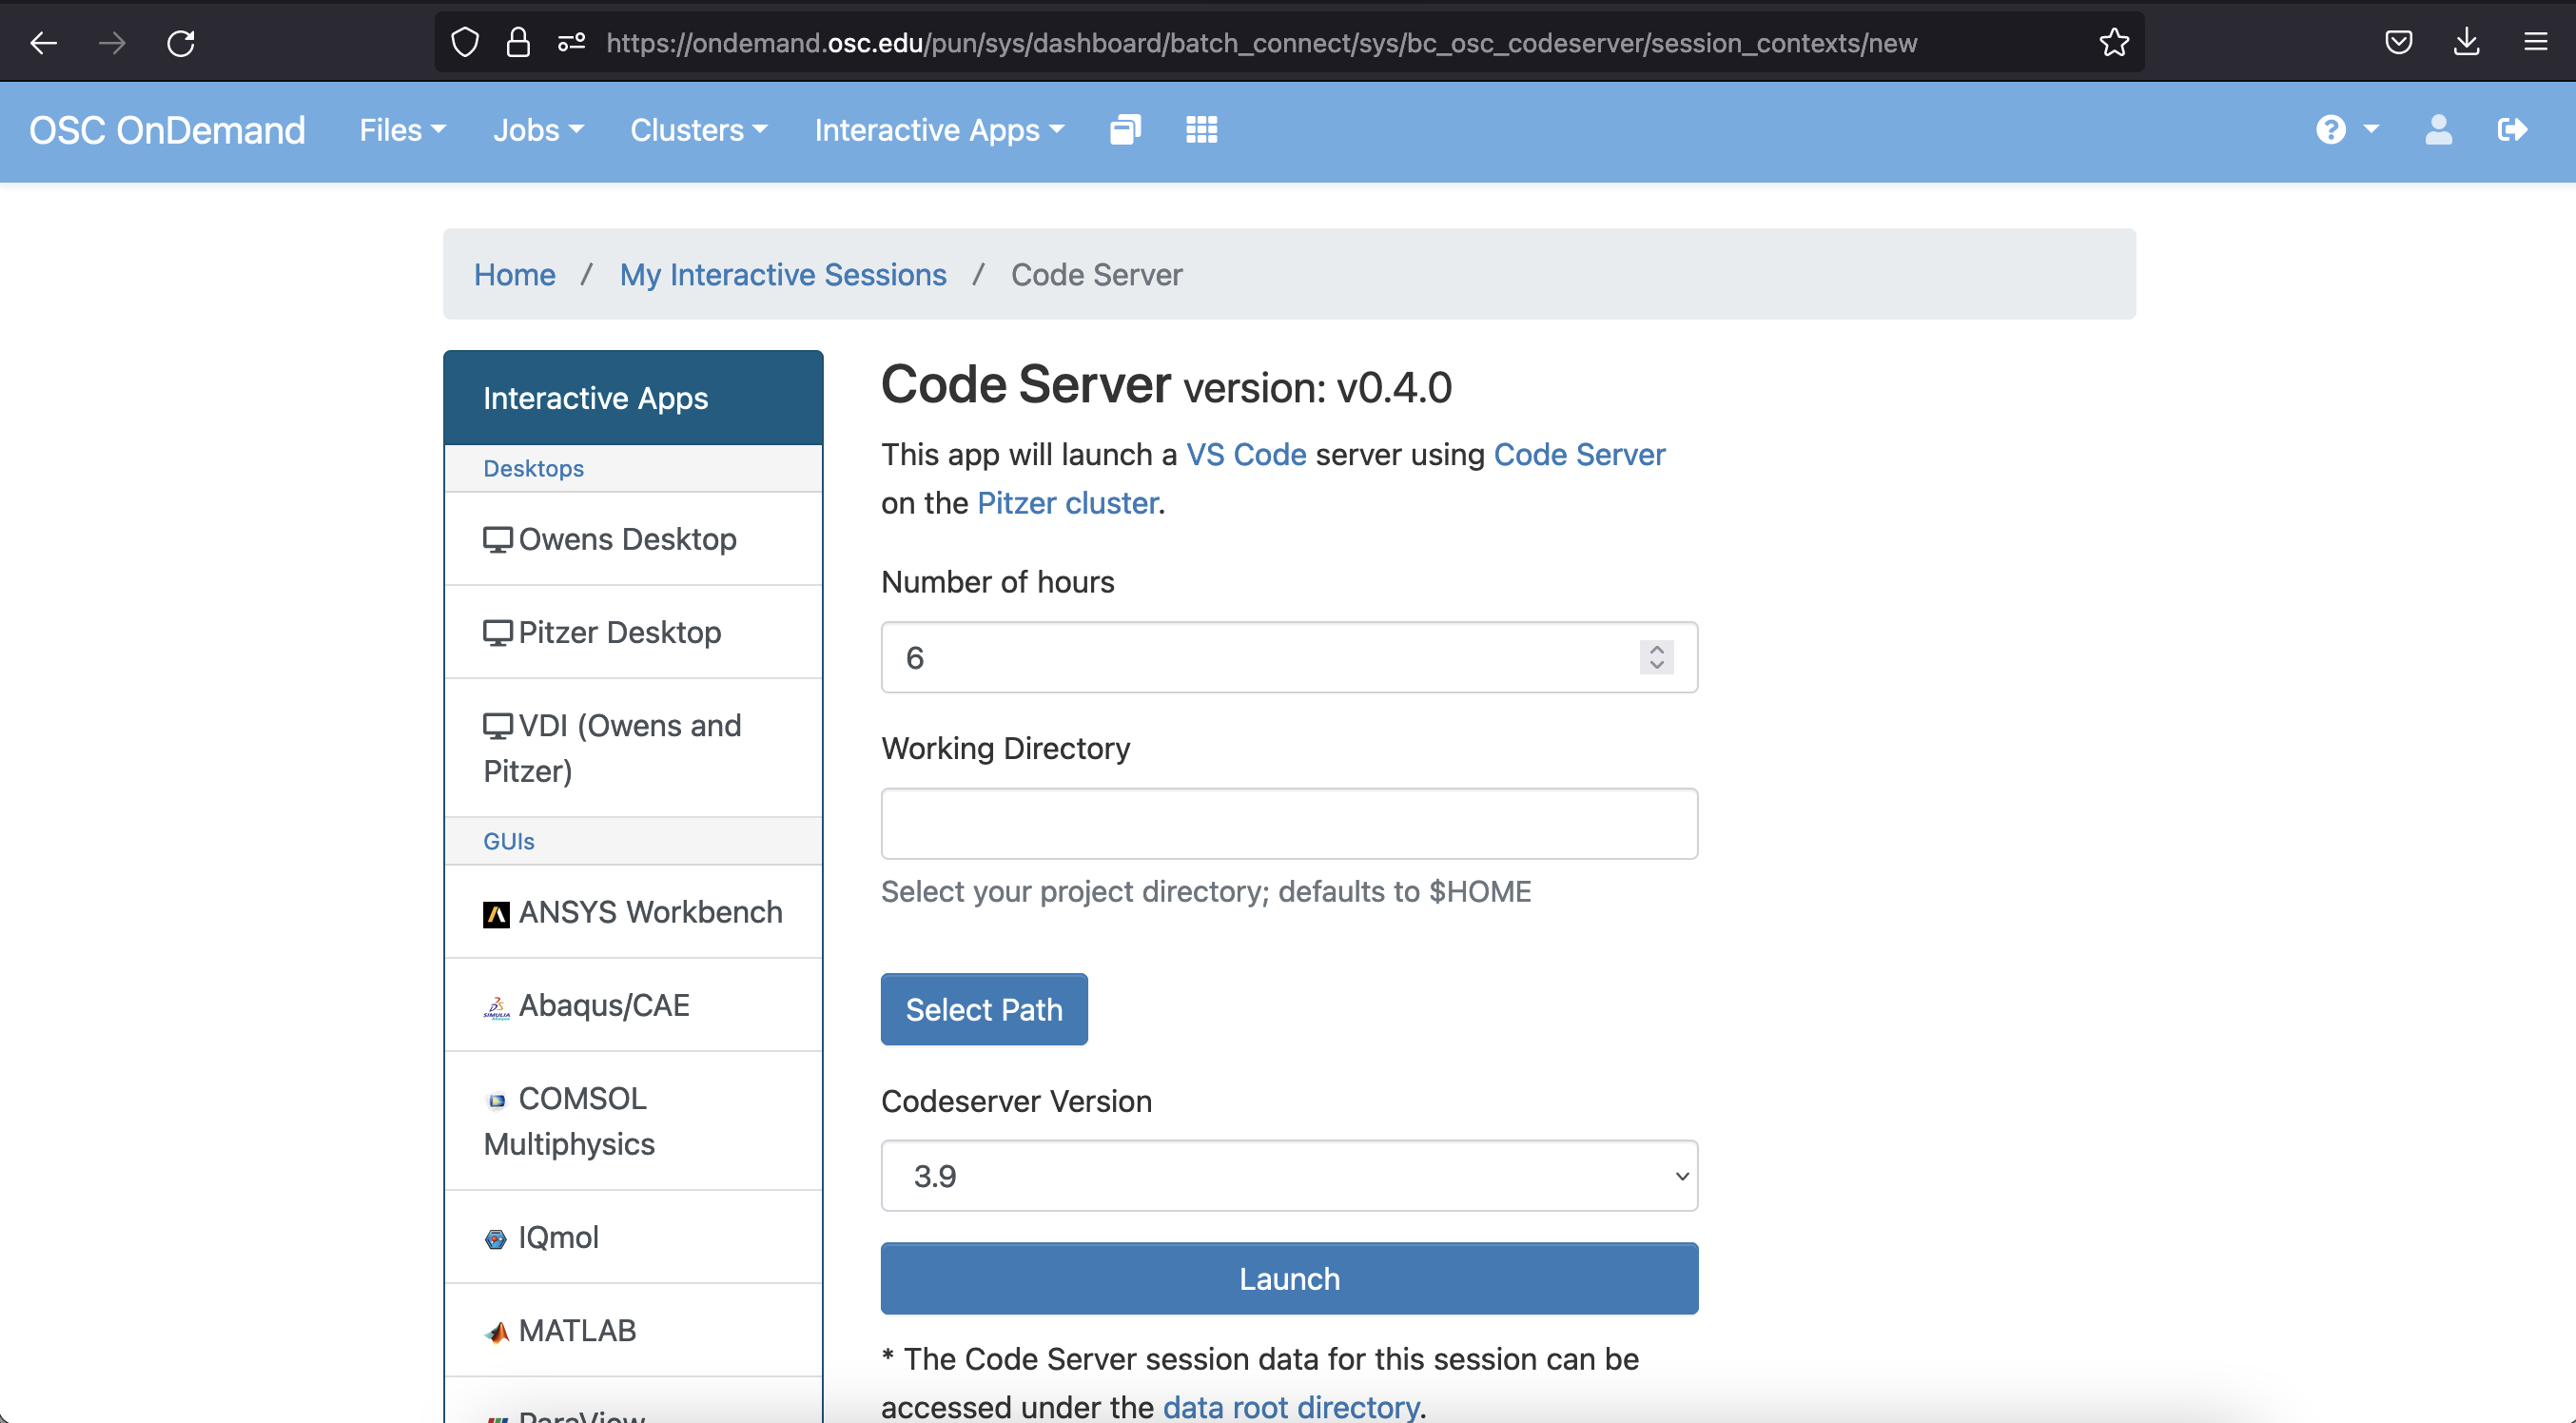 https://ondemand.osc.edu/pun/sys/dashboard/batch_connect/sys/bc_osc_codeserver/session_contexts/new
OSC OnDemand Files Jobs Clusters Interactive Apps ?
Home / My Interactive Sessions / Code Server
Interactive Apps
Desktops
Owens Desktop
Pitzer Desktop
VDI (Owens and
Pitzer)
GUIs
ANSYS Workbench
Abaqus/CAE
COMSOL
Multiphysics
IQmol
MATLAB
ParaView
Code Server version: v0.4.0
This app will launch a VS Code server using Code Server
on the Pitzer cluster.
Number of hours
6
Working Directory
Select your project directory; defaults to $HOME
Select Path
Codeserver Version
3.9
Launch
* The Code Server session data for this session can be
accessed under the data root directory.